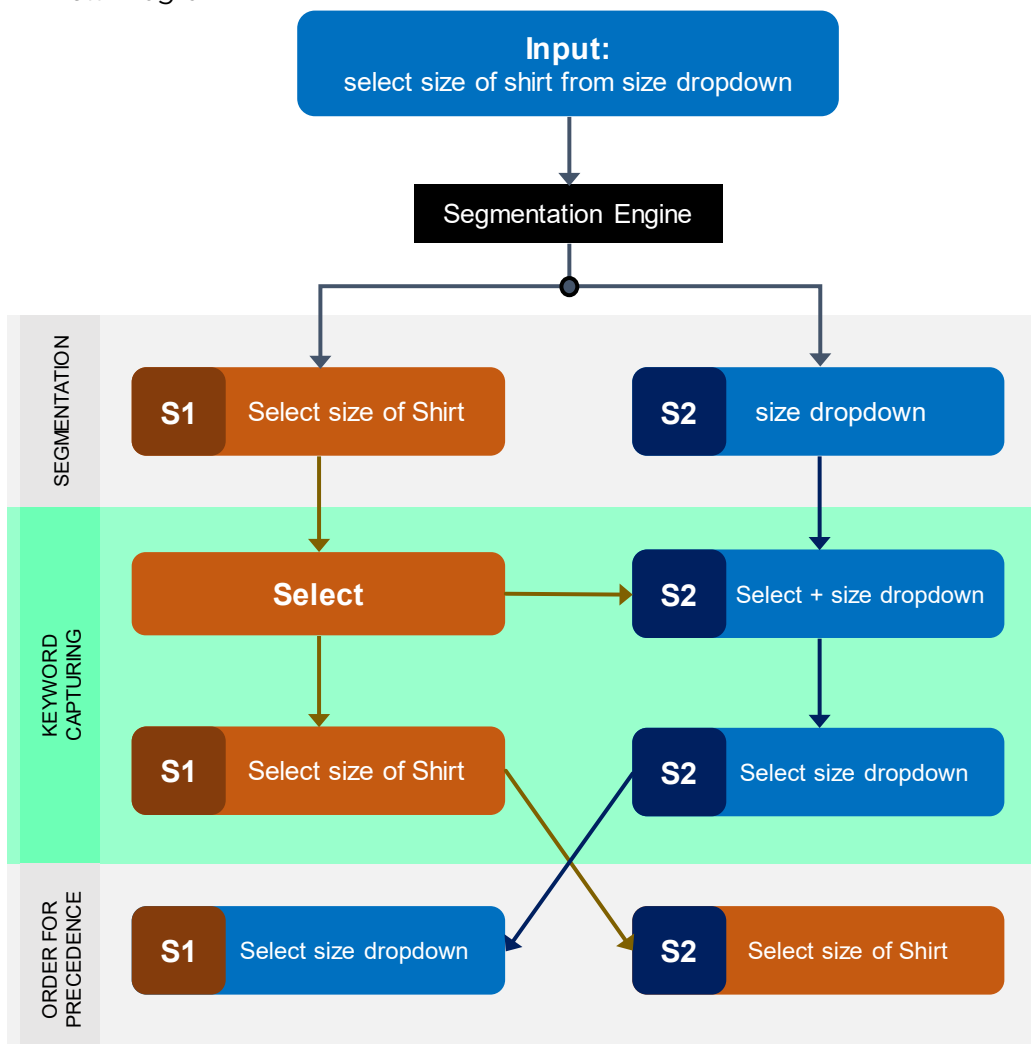 Input:
select size of shirt from size dropdown
Segmentation Engine
SEGMENTATION
S1
Select size of Shirt
S2
size dropdown
KEYWORD
CAPTURING
Select
S2
Select + size dropdown
S1
Select size of Shirt
S2
Select size dropdown
ORDER FOR
PRECEDENCE
S1
Select size dropdown
S2
Select size of Shirt